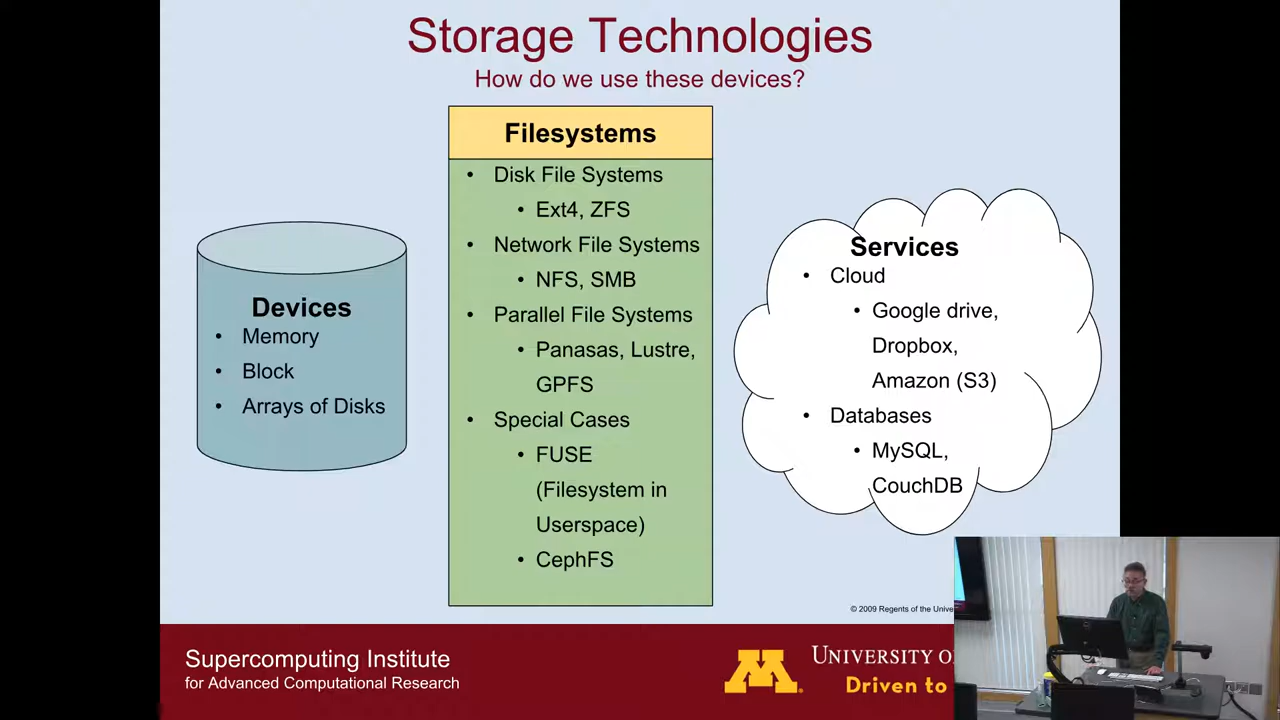 Storage Technologies
How do we use these devices?
Devices
• Memory
• Block
• Arrays of Disks
Filesystems
• Disk File Systems
• Ext4, ZFS
• Network File Systems
• NFS, SMB
• Parallel File Systems
• Panasas, Lustre,
GPFS
• Special Cases
• FUSE
(Filesystem in
Userspace)
• CephFS
Services
• Cloud
• Google drive,
Dropbox,
Amazon (S3)
• Databases
• MySQL,
CouchDB
© 2009 Regents of the
Supercomputing Institute
for Advanced Computational Research
M
UNIVERSITY OF
Driven to